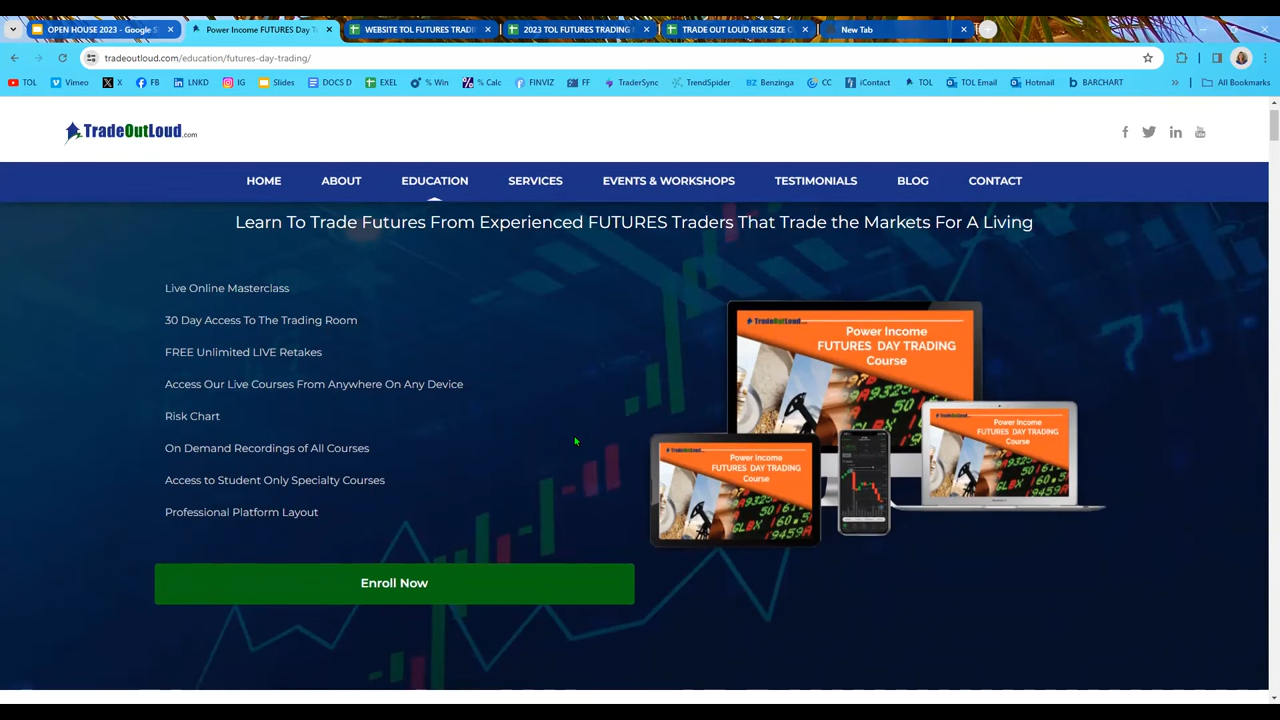 OPEN HOUSE 2023 - Google S
Power Income FUTURES Day T
WEBSITE TOL FUTURES TRADI
2023 TOL FUTURES TRADING
TRADE OUT LOUD RISK SIZE C
New Tab
tradeoutloud.com/education/futures-day-trading/
TOL
Vimeo
X
FB
LNKD
IG
Slides
DOCS D
EXEL
% Win
% Calc
FINVIZ
FF
TraderSync
TrendSpider
BZ Benzinga
CC
iContact
TOL
TOL Email
Hotmail
BARCHART
»
All Bookmarks
TradeOutLoud.com
HOME
ABOUT
EDUCATION
SERVICES
EVENTS & WORKSHOPS
TESTIMONIALS
BLOG
CONTACT
Learn To Trade Futures From Experienced FUTURES Traders That Trade the Markets For A Living
Live Online Masterclass
30 Day Access To The Trading Room
FREE Unlimited LIVE Retakes
Access Our Live Courses From Anywhere On Any Device
Risk Chart
On Demand Recordings of All Courses
Access to Student Only Specialty Courses
Professional Platform Layout
Enroll Now
Power Income
FUTURES DAY TRADING
Course
Power Income
FUTURES DAY TRADING
Course
Power Income
FUTURES DAY TRADING
Course